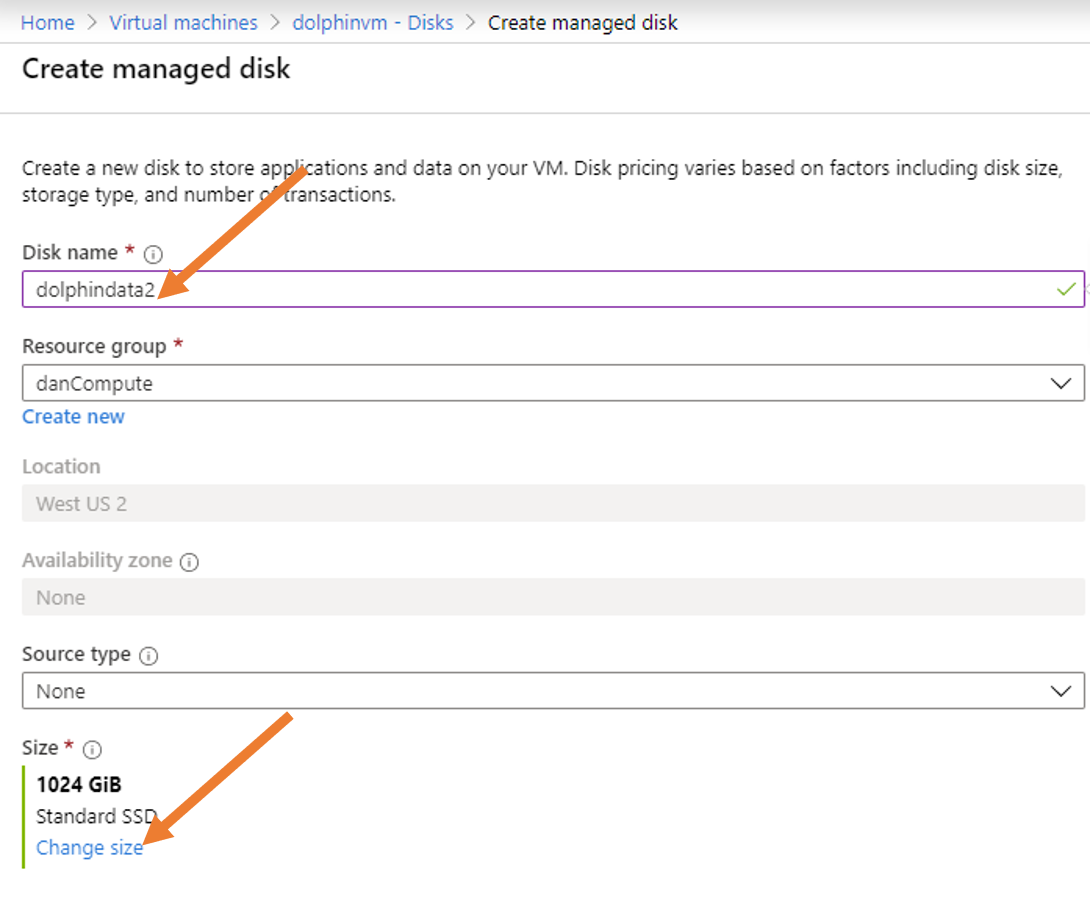 Home > Virtual machines > dolphinvm - Disks > Create managed disk
Create managed disk
Create a new disk to store applications and data on your VM. Disk pricing varies based on factors including disk size,
storage type, and number of transactions.
Disk name *
dolphindata2
Resource group *
danCompute
Create new
Location
West US 2
Availability zone
None
Source type
None
Size *
1024 GiB
Standard SSD
Change size